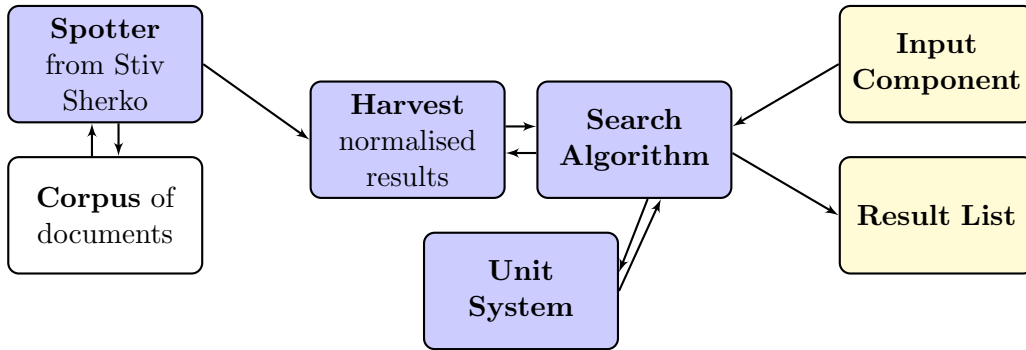 Spotter
from Stiv
Sherko
Corpus of
documents
Harvest
normalised
results
Search
Algorithm
Unit
System
Input
Component
Result List